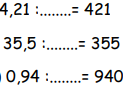 4,21 :........= 421
35,5 :........= 355
) 0,94 :........= 940